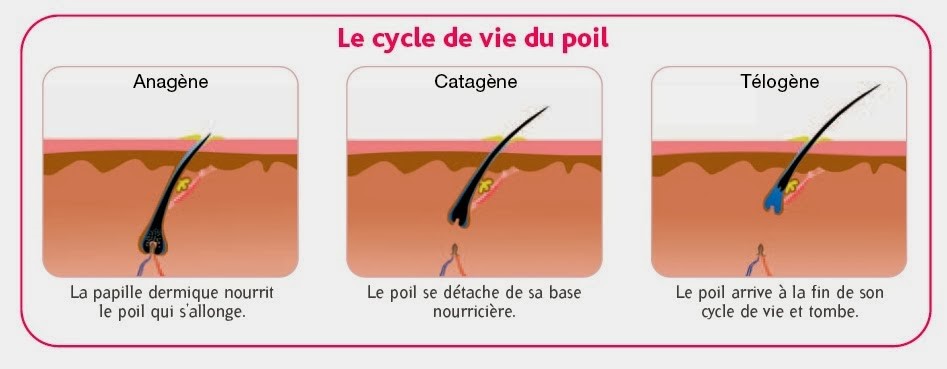 Le cycle de vie du poil
Anagène
La papille dermique nourrit
le poil qui s'allonge.
Catagène
Le poil se détache de sa base
nourricière.
Télogène
Le poil arrive à la fin de son
cycle de vie et tombe.